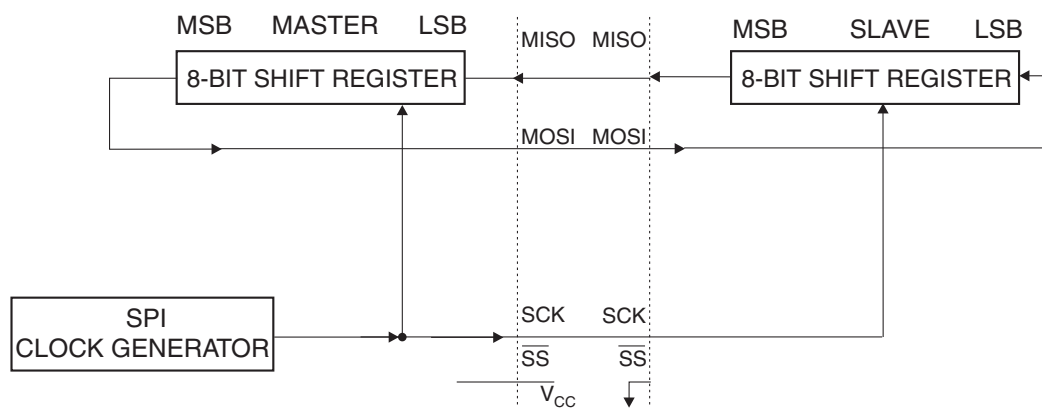 MSB MASTER LSB
8-BIT SHIFT REGISTER
MISO MISO
MSB SLAVE LSB
8-BIT SHIFT REGISTER
MOSI MOSI
SPI
CLOCK GENERATOR
SCK SCK
SS SS
VCC